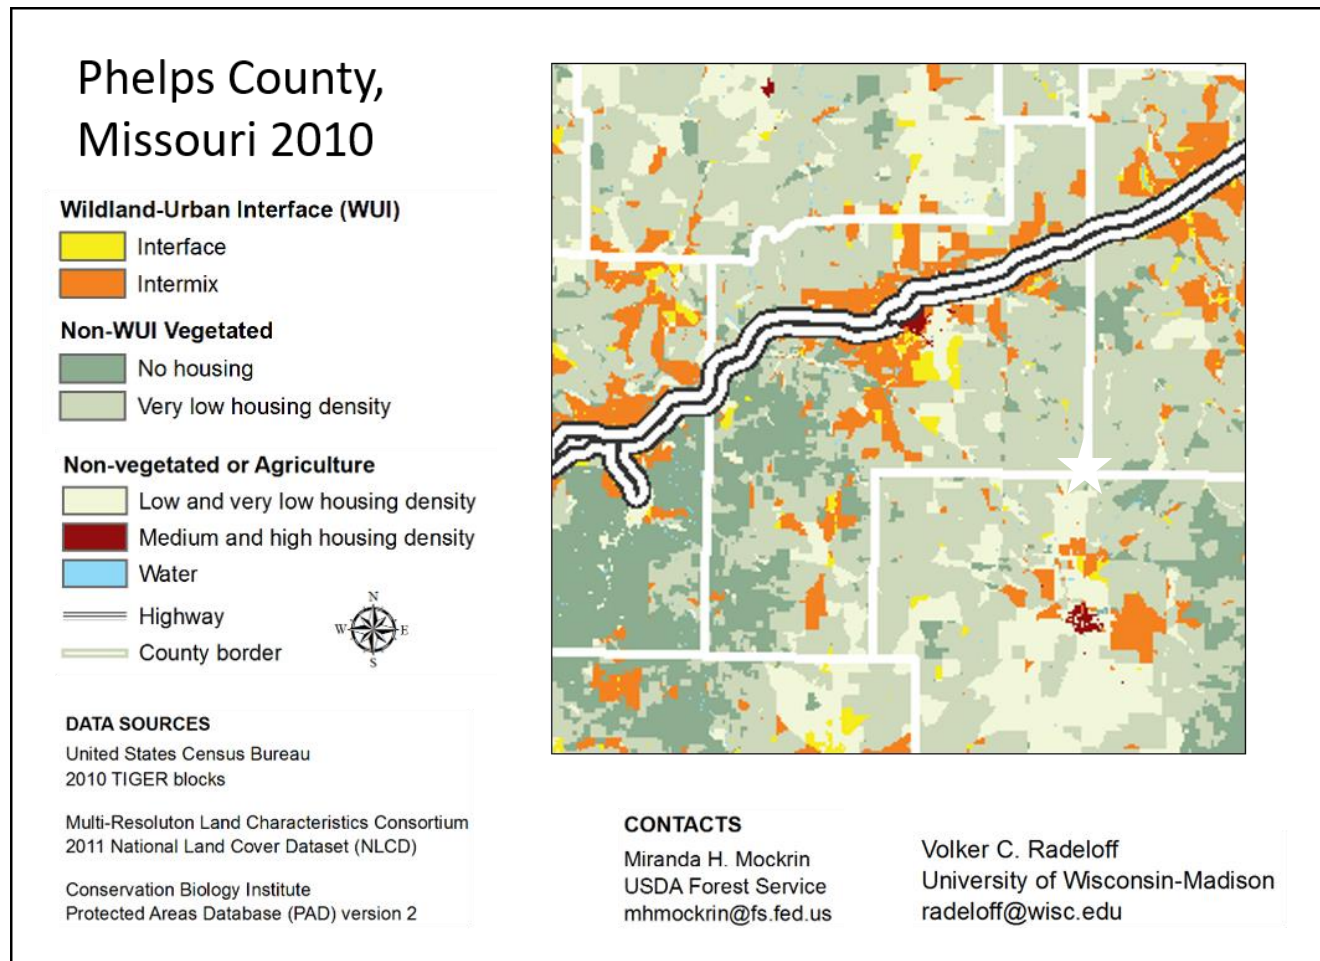 Phelps County,
Missouri 2010
Wildland-Urban Interface (WUI)
Interface
Intermix
Non-WUI Vegetated
No housing
Very low housing density
Non-vegetated or Agriculture
Low and very low housing density
Medium and high housing density
Water
Highway
County border
N
W
E
S
DATA SOURCES
United States Census Bureau
2010 TIGER blocks
Multi-Resoluton Land Characteristics Consortium
2011 National Land Cover Dataset (NLCD)
Conservation Biology Institute
Protected Areas Database (PAD) version 2
CONTACTS
Miranda H. Mockrin
USDA Forest Service
mhmockrin@fs.fed.us
Volker C. Radeloff
University of Wisconsin-Madison
radeloff@wisc.edu